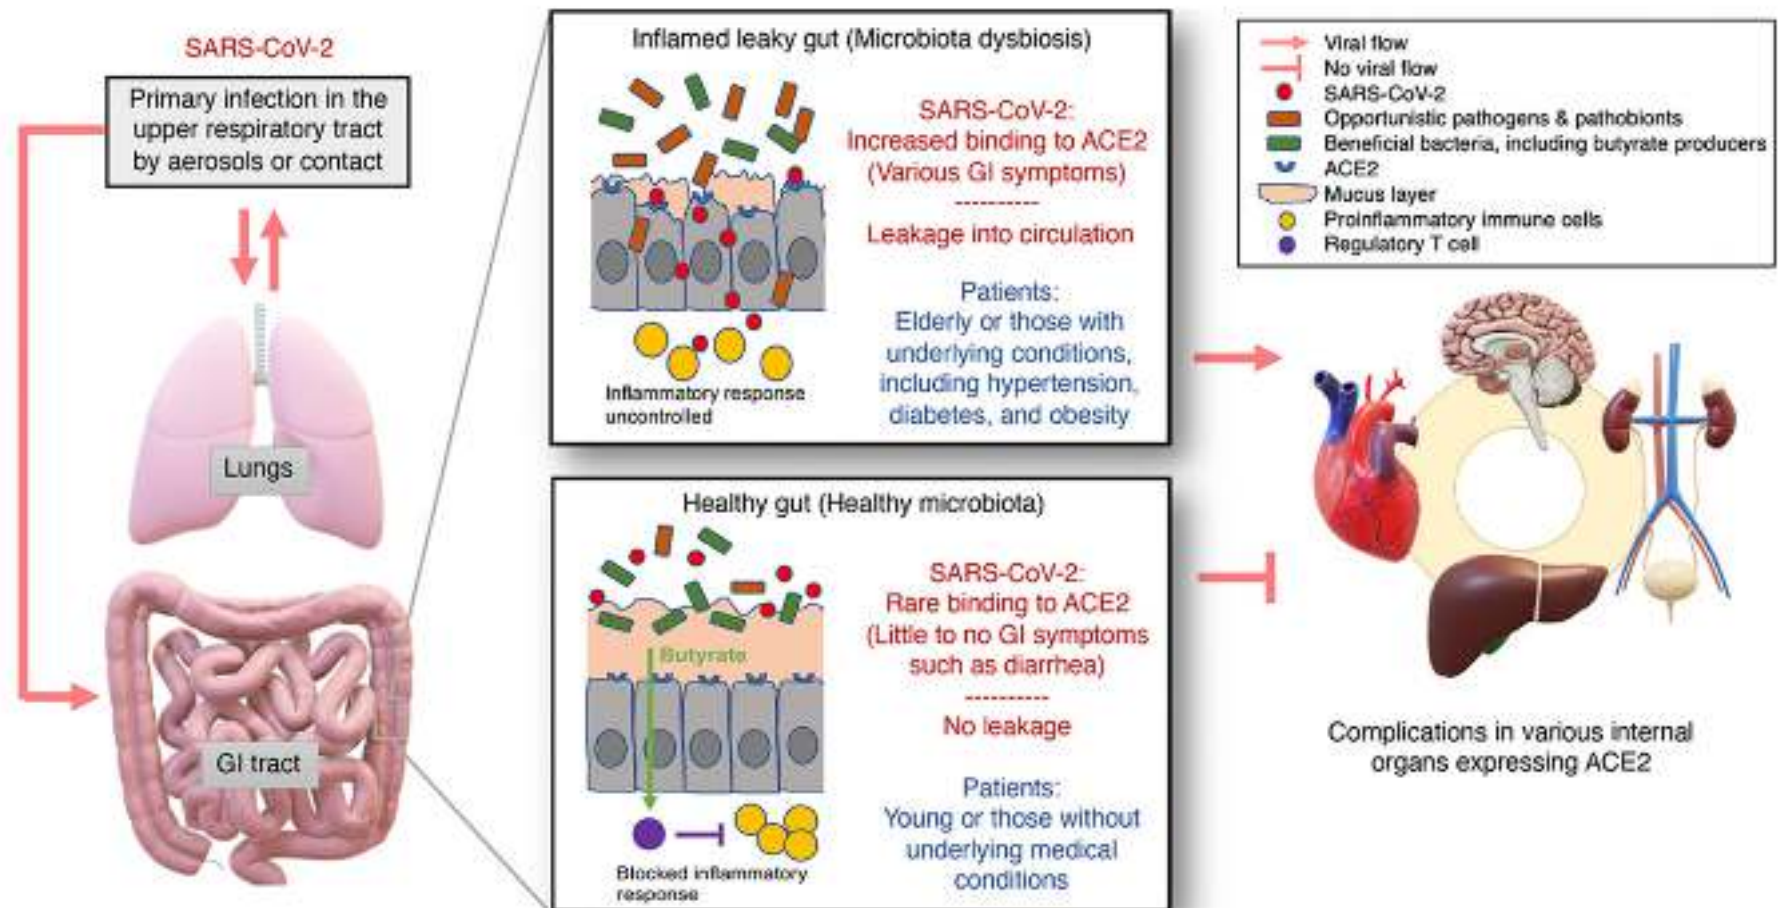 SARS-CoV-2
Primary infection in the
upper respiratory tract
by aerosols or contact
Lungs
GI tract
Inflamed leaky gut (Microbiota dysbiosis)
SARS-CoV-2:
Increased binding to ACE2
(Various GI symptoms)
----------
Leakage into circulation
Patients:
Elderly or those with
underlying conditions,
including hypertension,
diabetes, and obesity
Inflammatory response
uncontrolled
Healthy gut (Healthy microbiota)
SARS-CoV-2:
Rare binding to ACE2
(Little to no GI symptoms
such as diarrhea)
----------
No leakage
Patients:
Young or those without
underlying medical
conditions
Butyrate
Blocked inflammatory
response
Viral flow
No viral flow
SARS-CoV-2
Opportunistic pathogens & pathobionts
Beneficial bacteria, including butyrate producers
ACE2
Mucus layer
Proinflammatory immune cells
Regulatory T cell
Complications in various internal
organs expressing ACE2